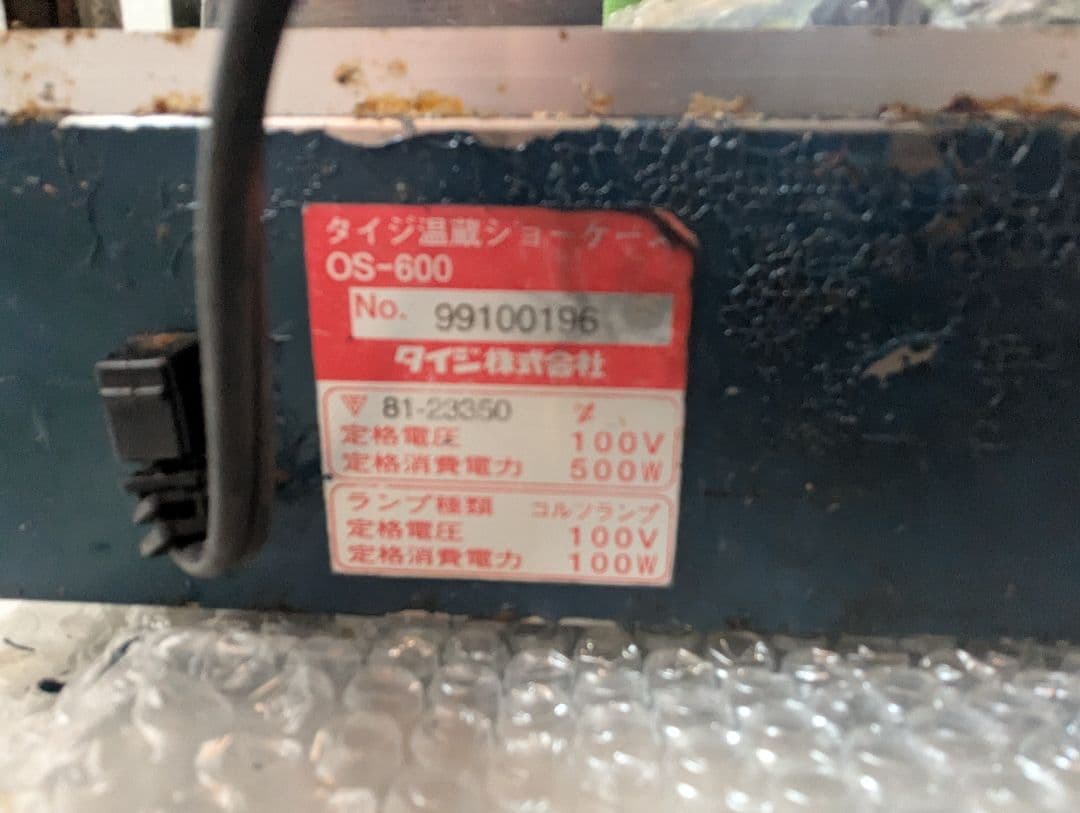 タイジ温蔵ショーケース
OS-600
No. 99100196
タイジ株式会社
81-23350
定格電圧 100V
定格消費電力 500W
ランプ種類 コルフランプ
定格電圧 100V
定格消費電力 100W